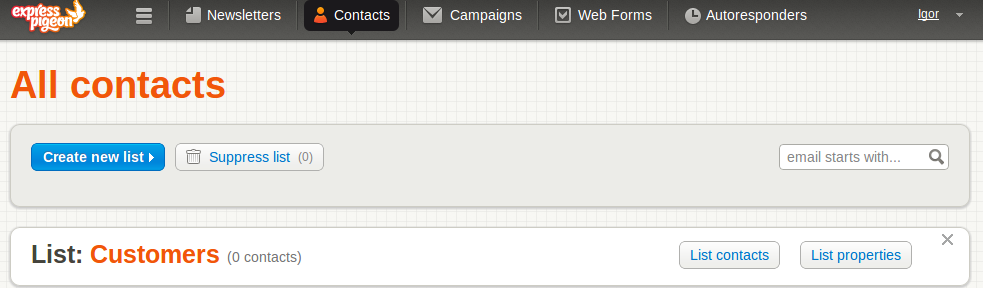 express pigeon Newsletters Contacts Campaigns Web Forms Autoresponders Igor
All contacts
Create new list Suppress list (0) email starts with...
List: Customers (0 contacts) List contacts List properties